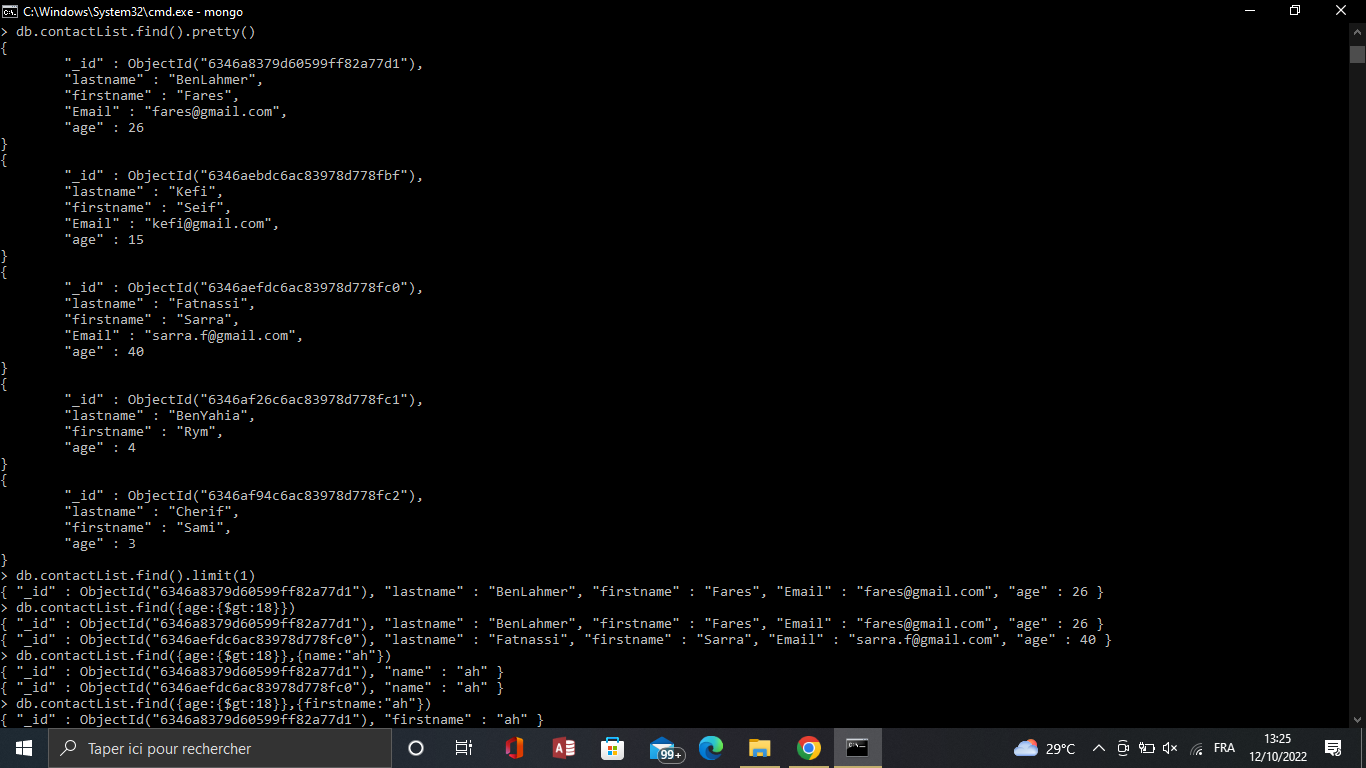 C:\Windows\System32\cmd.exe - mongo
> db.contactList.find().pretty()
{
"_id" : ObjectId("6346a8379d60599ff82a77d1"),
"lastname" : "BenLahmer",
"firstname" : "Fares",
"Email" : "fares@gmail.com",
"age" : 26
}
{
"_id" : ObjectId("6346aebdc6ac83978d778fbf"),
"lastname" : "Kefi",
"firstname" : "Seif",
"Email" : "kefi@gmail.com",
"age" : 15
}
{
"_id" : ObjectId("6346aefdc6ac83978d778fc0"),
"lastname" : "Fatnassi",
"firstname" : "Sarra",
"Email" : "sarra.f@gmail.com",
"age" : 40
}
{
"_id" : ObjectId("6346af26c6ac83978d778fc1"),
"lastname" : "BenYahia",
"firstname" : "Rym",
"age" : 4
}
{
"_id" : ObjectId("6346af94c6ac83978d778fc2"),
"lastname" : "Cherif",
"firstname" : "Sami",
"age" : 3
}
> db.contactList.find().limit(1)
{ "_id" : ObjectId("6346a8379d60599ff82a77d1"), "lastname" : "BenLahmer", "firstname" : "Fares", "Email" : "fares@gmail.com", "age" : 26 }
> db.contactList.find({age:{$gt:18}})
{ "_id" : ObjectId("6346a8379d60599ff82a77d1"), "lastname" : "BenLahmer", "firstname" : "Fares", "Email" : "fares@gmail.com", "age" : 26 }
{ "_id" : ObjectId("6346aefdc6ac83978d778fc0"), "lastname" : "Fatnassi", "firstname" : "Sarra", "Email" : "sarra.f@gmail.com", "age" : 40 }
> db.contactList.find({age:{$gt:18}},{name:"ah"})
{ "_id" : ObjectId("6346a8379d60599ff82a77d1"), "name" : "ah" }
{ "_id" : ObjectId("6346aefdc6ac83978d778fc0"), "name" : "ah" }
> db.contactList.find({age:{$gt:18}},{firstname:"ah"})
{ "_id" : ObjectId("6346a8379d60599ff82a77d1"), "firstname" : "ah" }
Taper ici pour rechercher
99+
29°C
FRA
13:25
12/10/2022